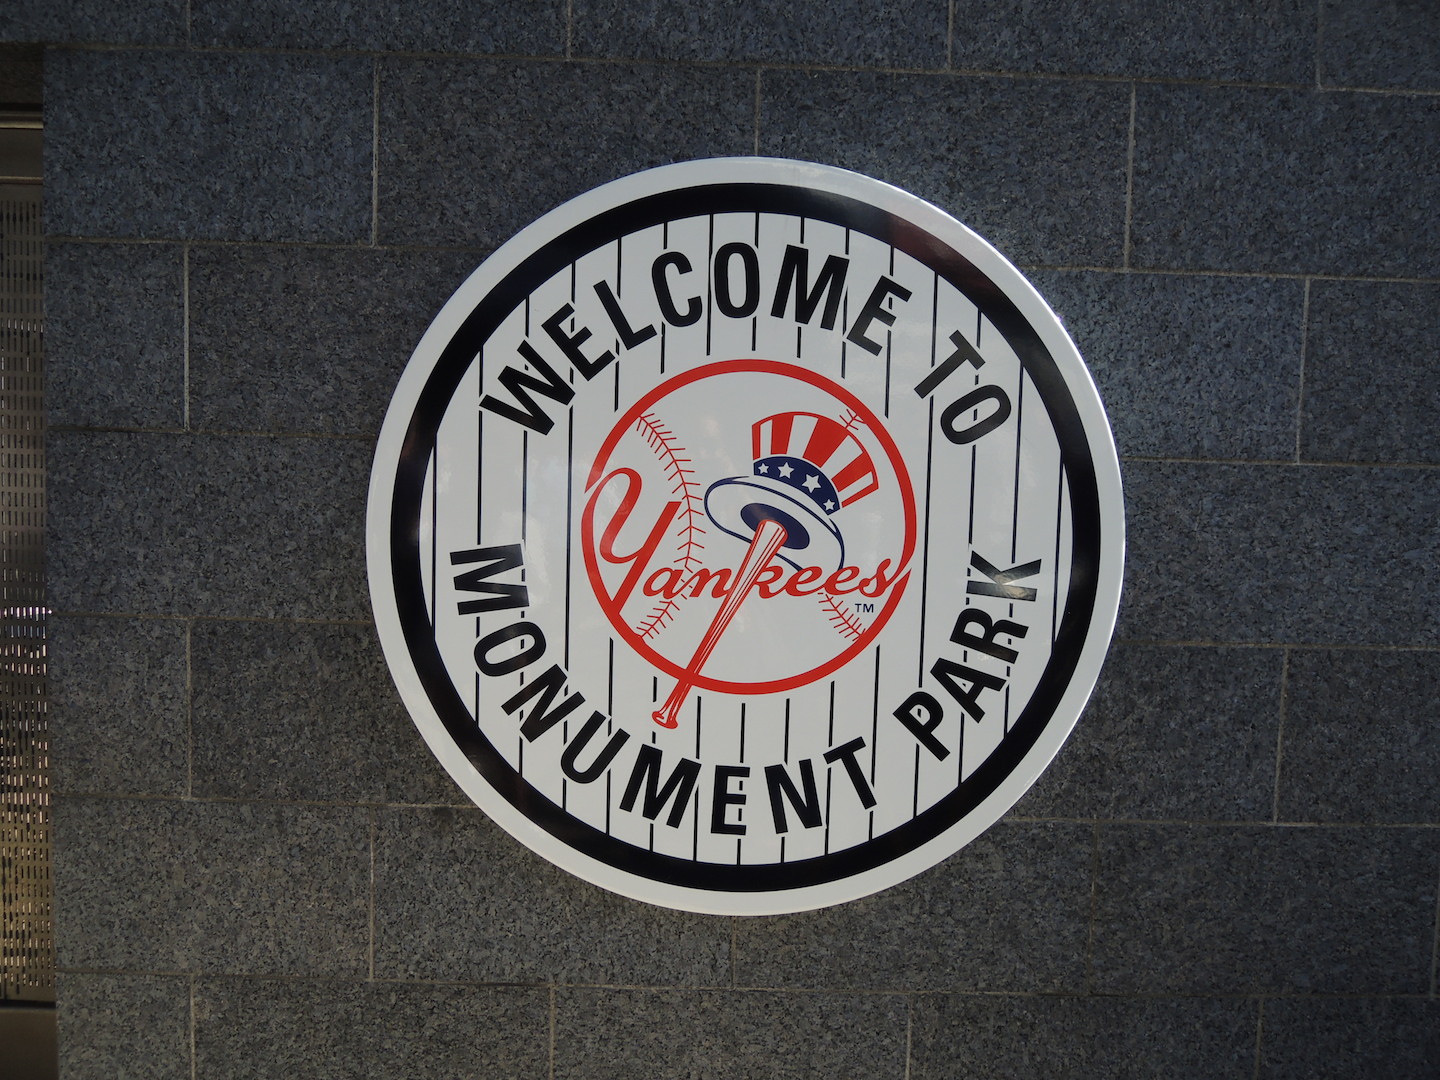 WELCOME TO
Yankees
TM
MONUMENT PARK